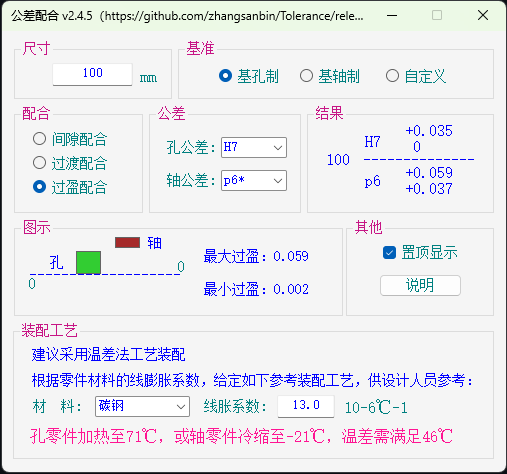 公差配合 v2.4.5（https://github.com/zhangsanbin/Tolerance/rele...
尺寸
100 mm
基准
基孔制 基轴制 自定义
配合
间隙配合
过渡配合
过盈配合
公差
孔公差: H7
轴公差: p6*
结果
100
H7 +0.035
0
p6 +0.059
+0.037
图示
轴
孔
0
0
最大过盈: 0.059
最小过盈: 0.002
其他
置顶显示
说明
装配工艺
建议采用温差法工艺装配
根据零件材料的线膨胀系数，给定如下参考装配工艺，供设计人员参考：
材 料: 碳钢 线胀系数: 13.0 10-6℃-1
孔零件加热至71℃，或轴零件冷缩至-21℃，温差需满足46℃